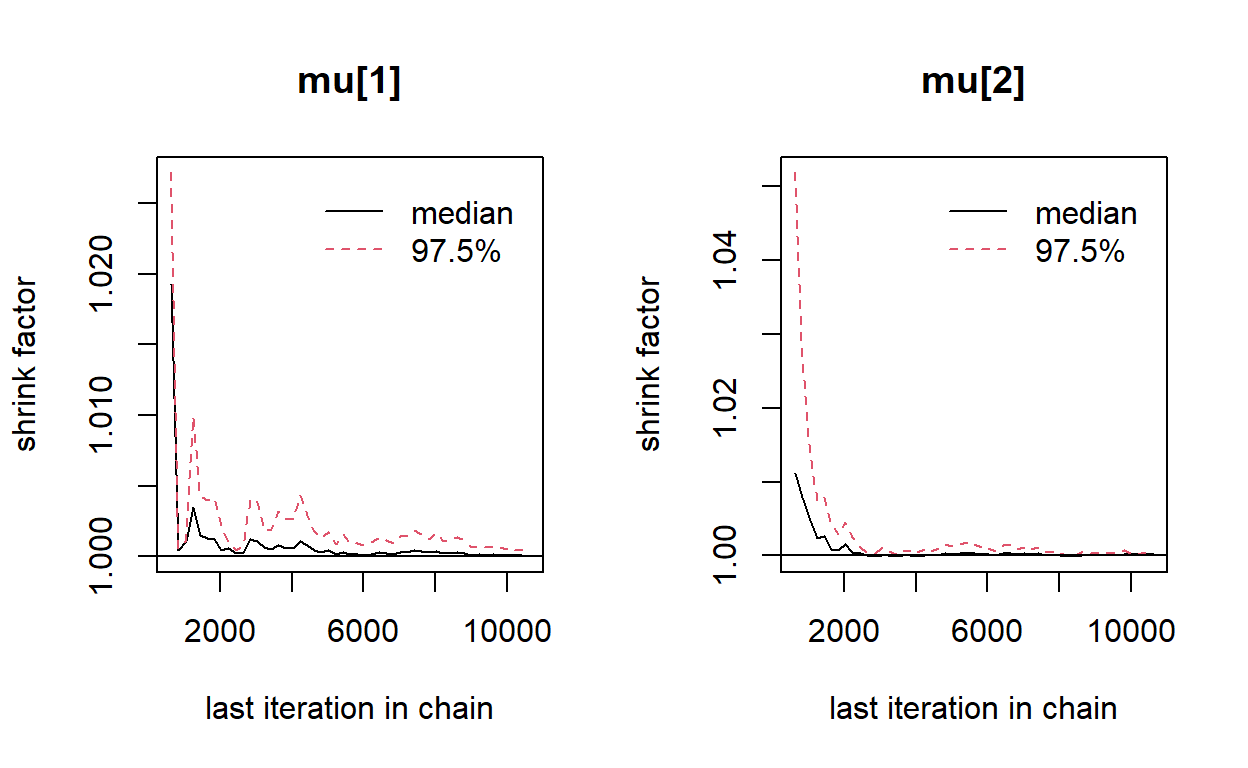 mu[1]
shrink factor
1.000
1.010
1.020
median
97.5%
2000
6000
10000
last iteration in chain
mu[2]
shrink factor
1.00
1.02
1.04
median
97.5%
2000
6000
10000
last iteration in chain